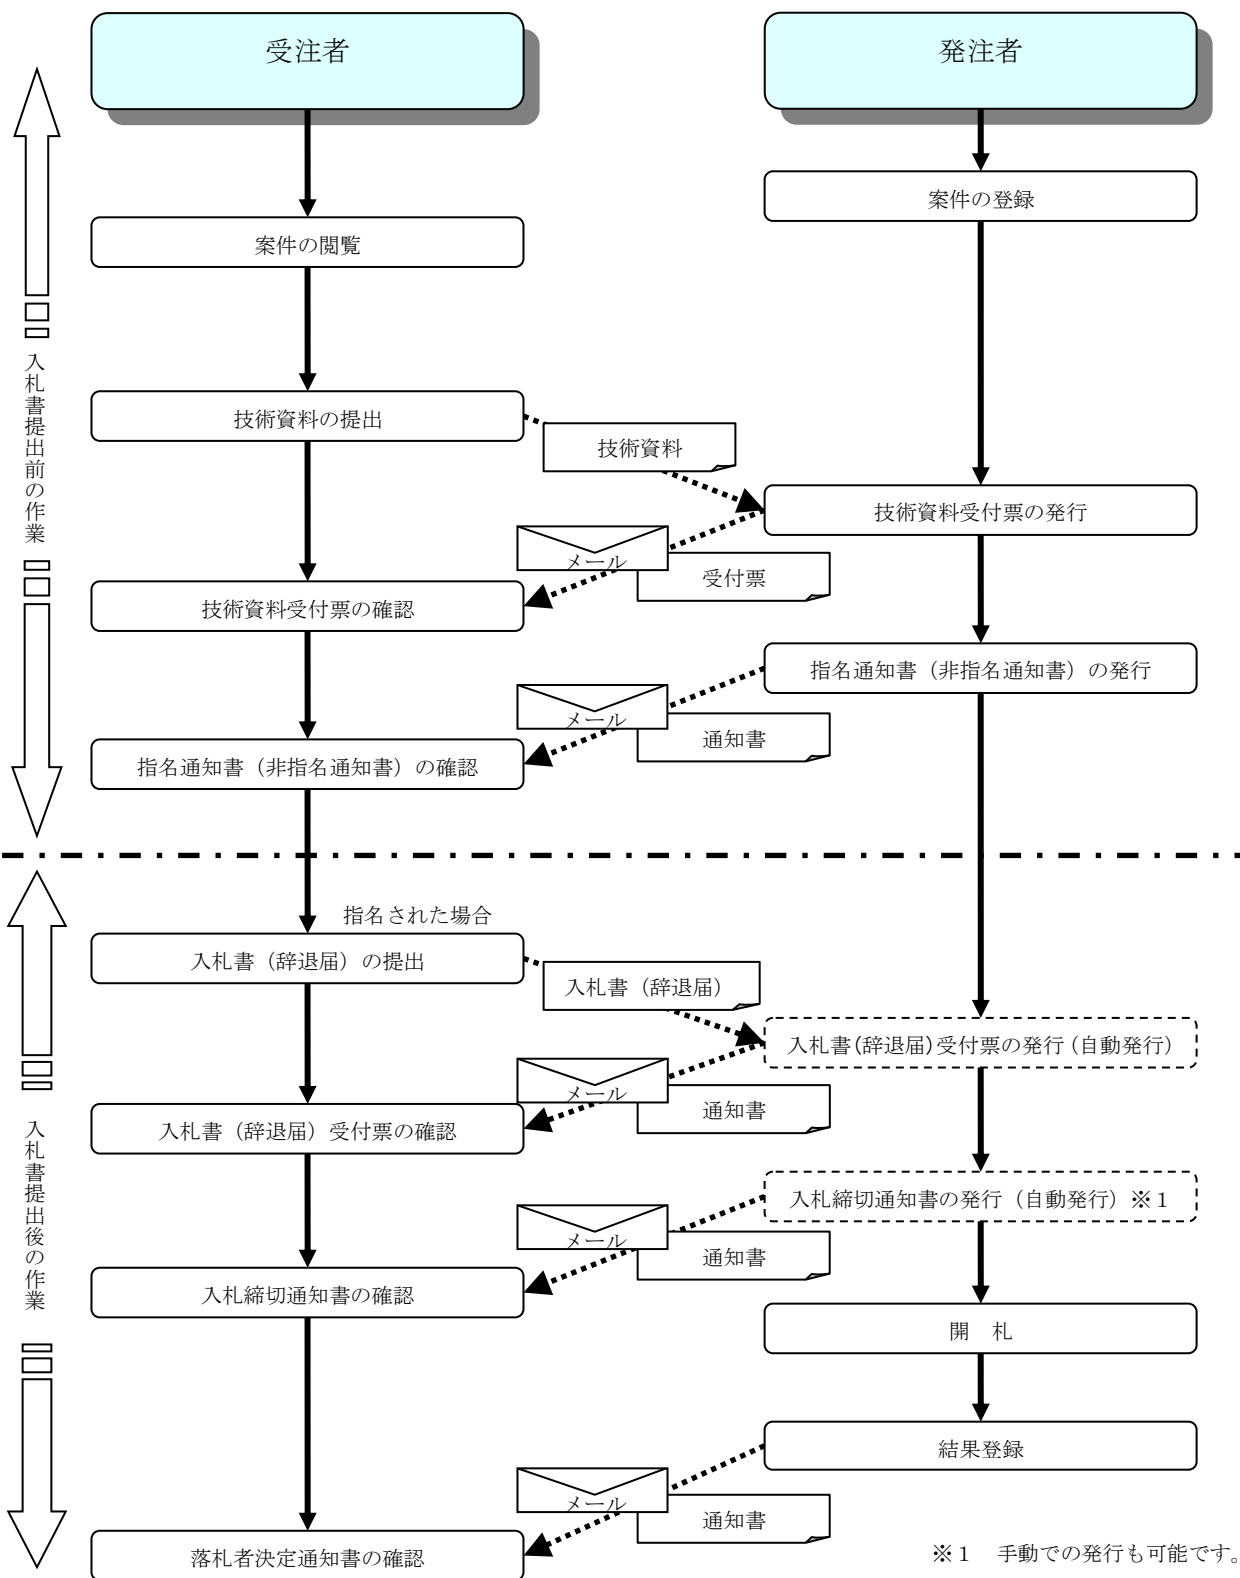 受注者
発注者
案件の登録
案件の閲覧
入札書提出前の作業
技術資料の提出
技術資料
技術資料受付票の発行
メール
受付票
技術資料受付票の確認
指名通知書（非指名通知書）の発行
メール
通知書
指名通知書（非指名通知書）の確認
指名された場合
入札書（辞退届）の提出
入札書（辞退届）
入札書(辞退届)受付票の発行(自動発行)
メール
通知書
入札書（辞退届）受付票の確認
入札書提出後の作業
入札締切通知書の発行（自動発行）※１
メール
通知書
入札締切通知書の確認
開　札
結果登録
メール
通知書
落札者決定通知書の確認
※１　手動での発行も可能です。